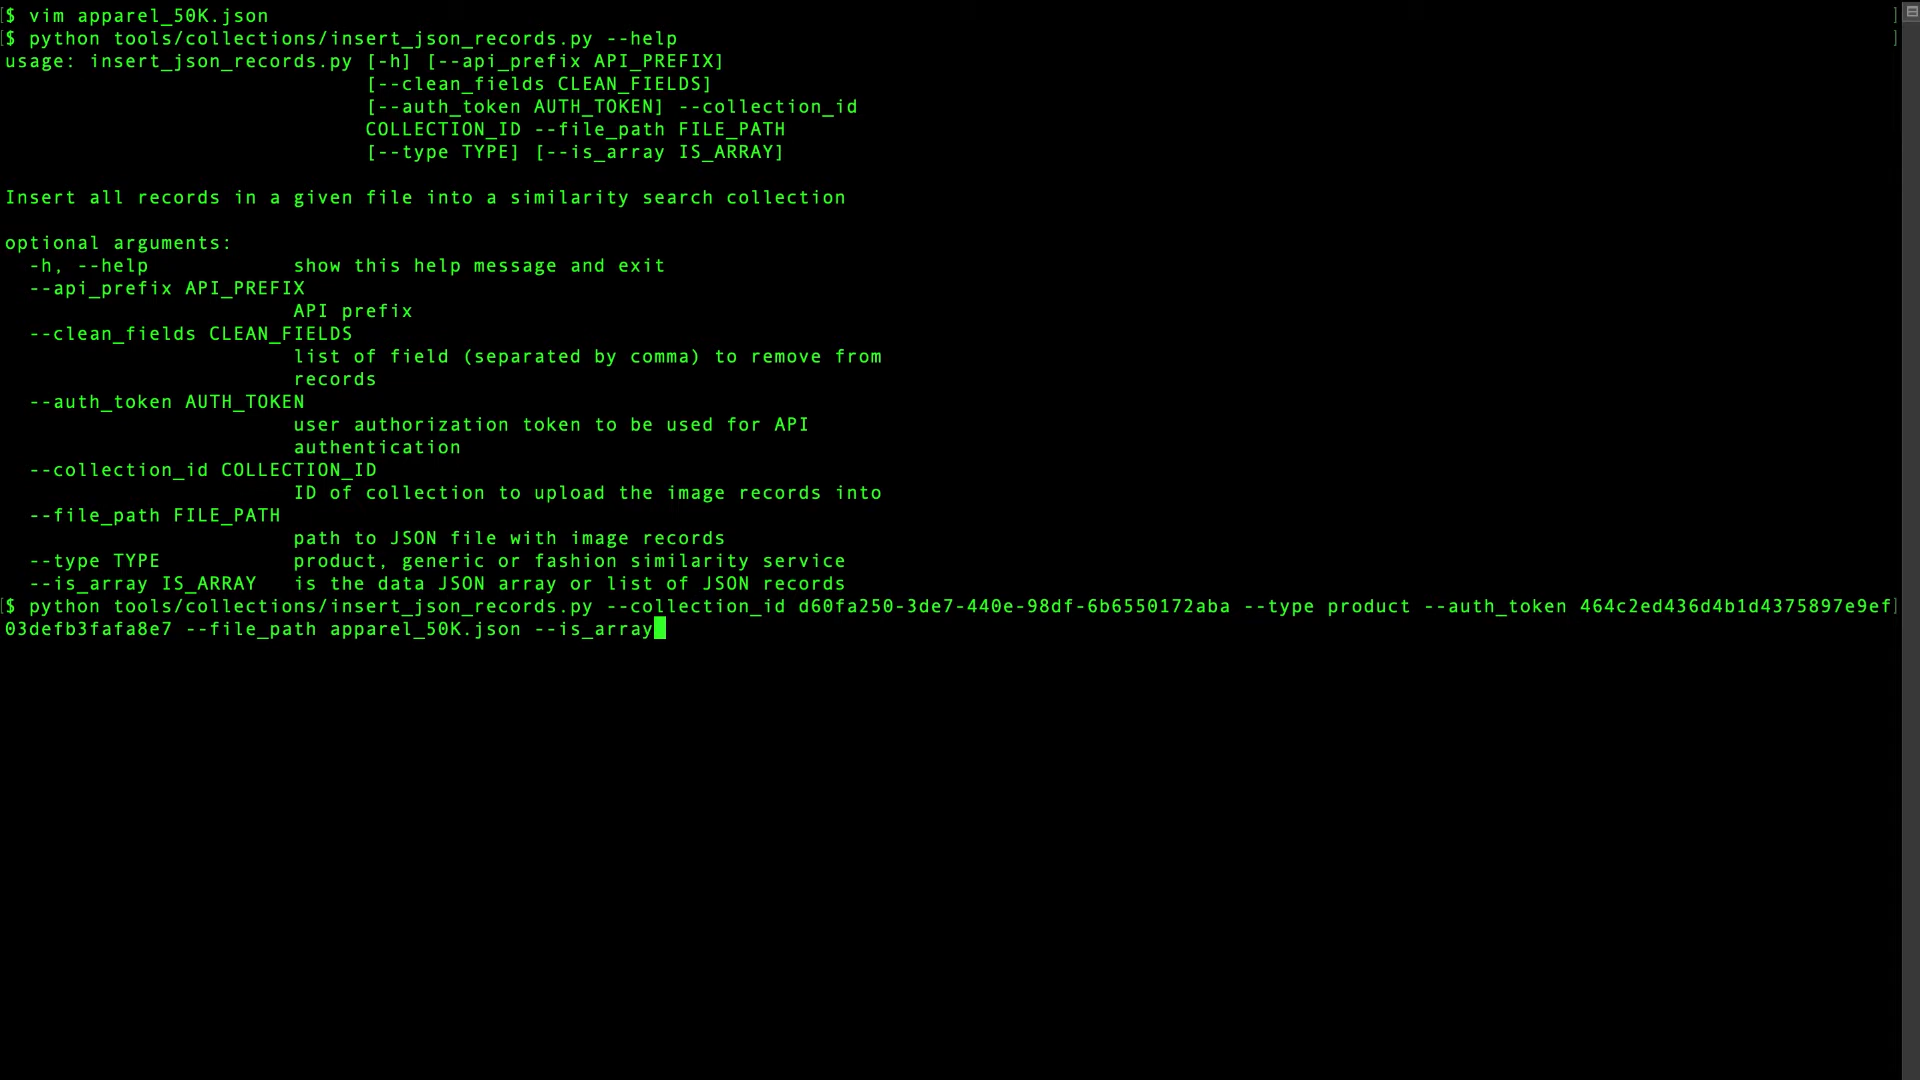 $ vim apparel_50K.json
$ python tools/collections/insert_json_records.py --help
usage: insert_json_records.py [-h] [--api_prefix API_PREFIX]
[--clean_fields CLEAN_FIELDS]
[--auth_token AUTH_TOKEN] --collection_id
COLLECTION_ID --file_path FILE_PATH
[--type TYPE] [--is_array IS_ARRAY]
Insert all records in a given file into a similarity search collection
optional arguments:
-h, --help show this help message and exit
--api_prefix API_PREFIX
API prefix
--clean_fields CLEAN_FIELDS
list of field (separated by comma) to remove from
records
--auth_token AUTH_TOKEN
user authorization token to be used for API
authentication
--collection_id COLLECTION_ID
ID of collection to upload the image records into
--file_path FILE_PATH
path to JSON file with image records
--type TYPE product, generic or fashion similarity service
--is_array IS_ARRAY is the data JSON array or list of JSON records
$ python tools/collections/insert_json_records.py --collection_id d60fa250-3de7-440e-98df-6b6550172aba --type product --auth_token 464c2ed436d4b1d4375897e9ef
03defb3fafa8e7 --file_path apparel_50K.json --is_array